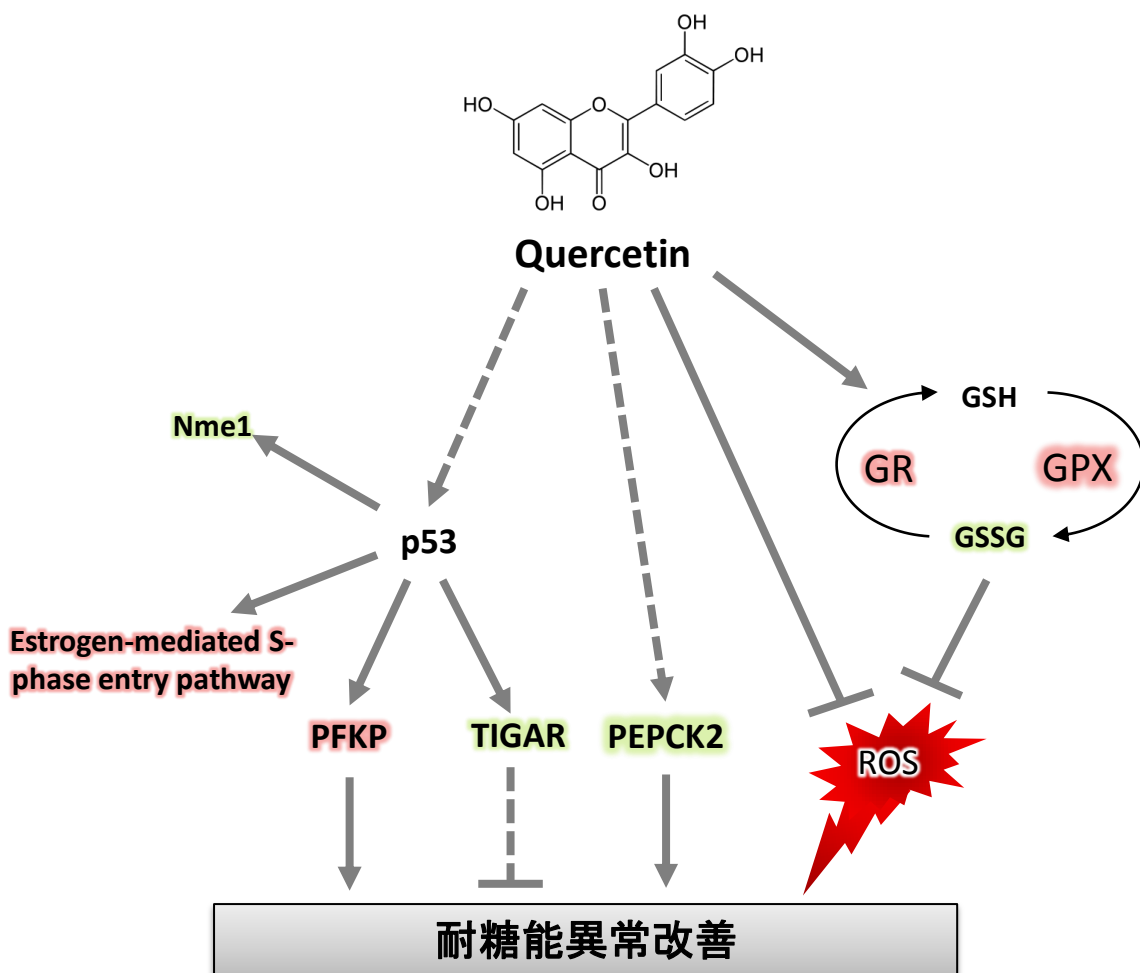 OH
OH
HO
O
OH
OH
O
Quercetin
GSH
Nme1
GR
GPX
p53
GSSG
Estrogen-mediated S-
phase entry pathway
PFKP
TIGAR
PEPCK2
ROS
耐糖能異常改善